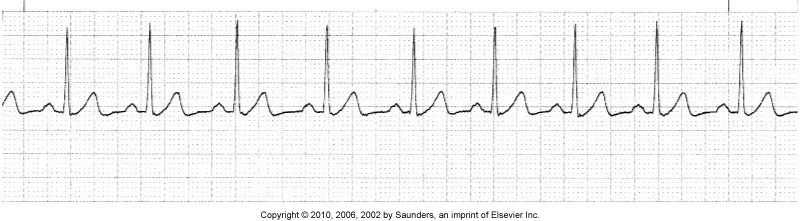 Copyright © 2010, 2006, 2002 by Saunders, an imprint of Elsevier Inc.